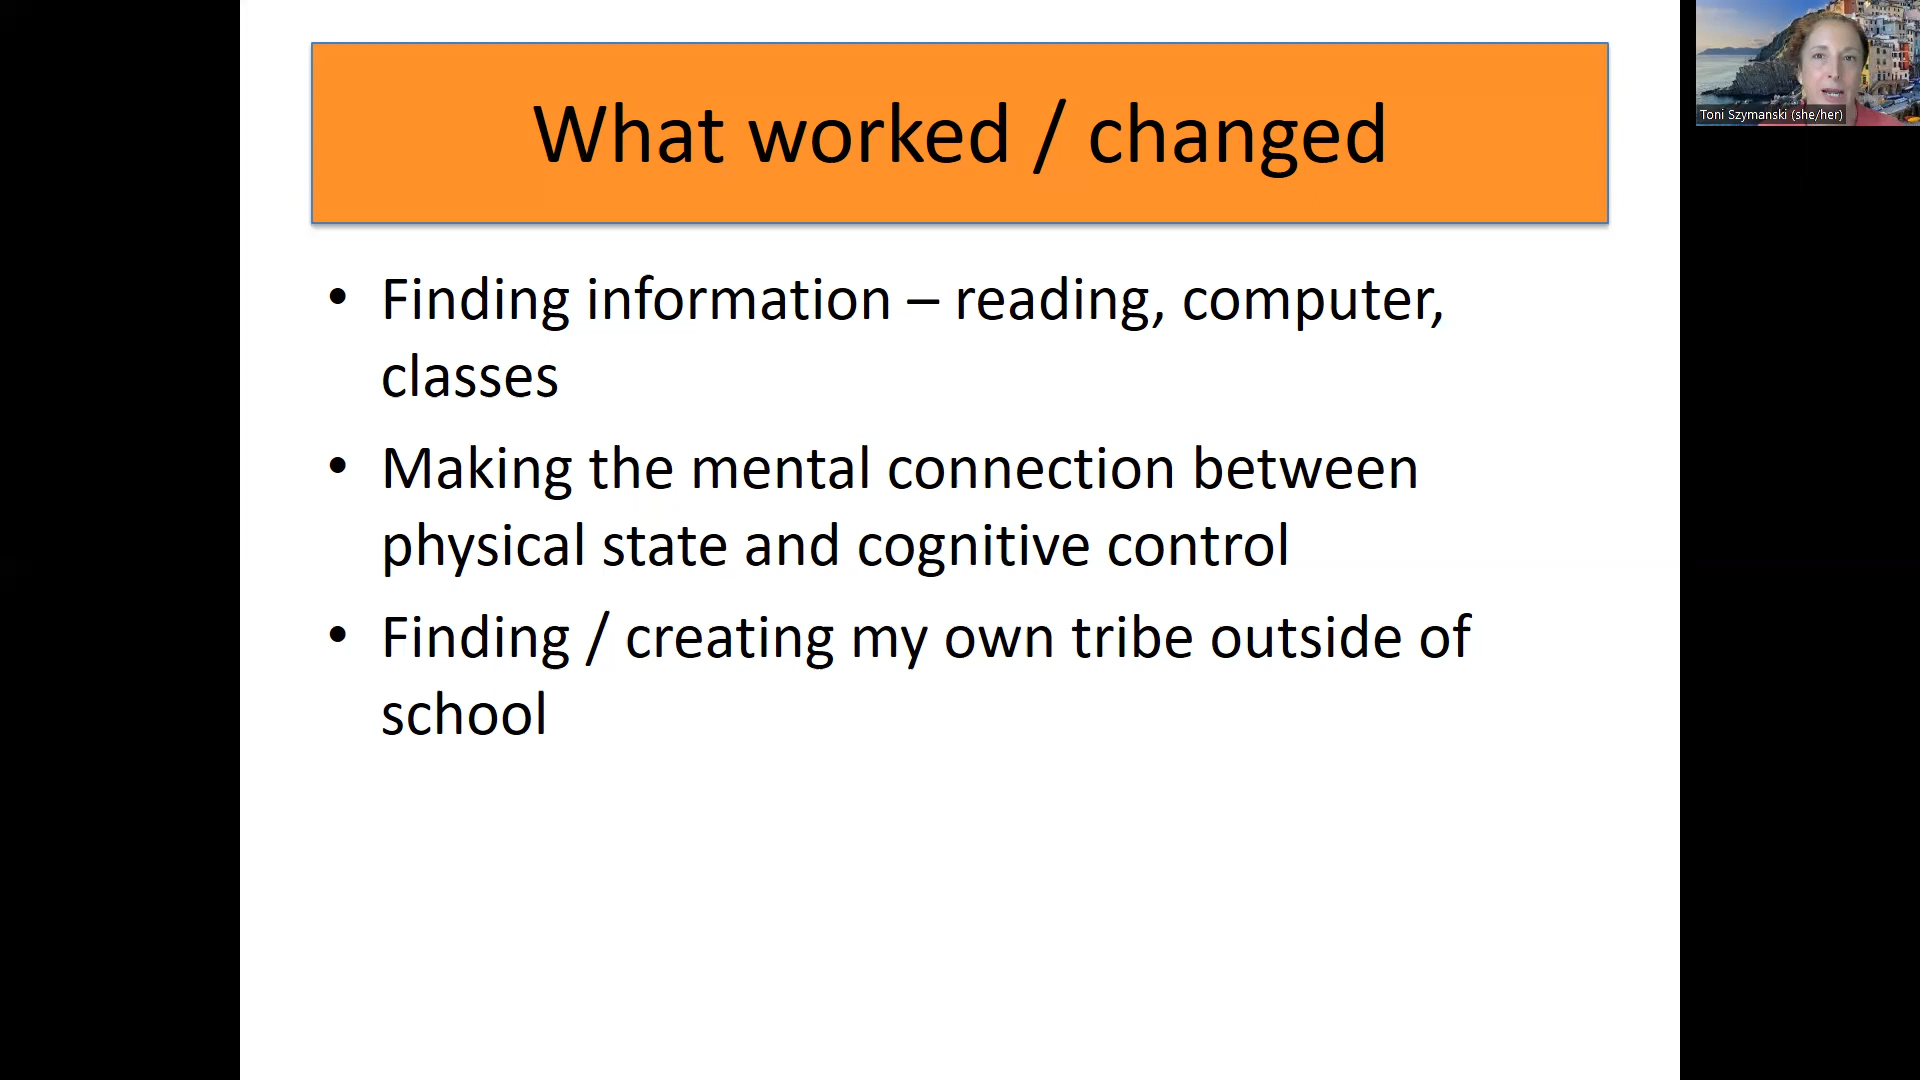 What worked / changed
• Finding information – reading, computer,
classes
• Making the mental connection between
physical state and cognitive control
• Finding / creating my own tribe outside of
school
Toni Szymanski (she/her)